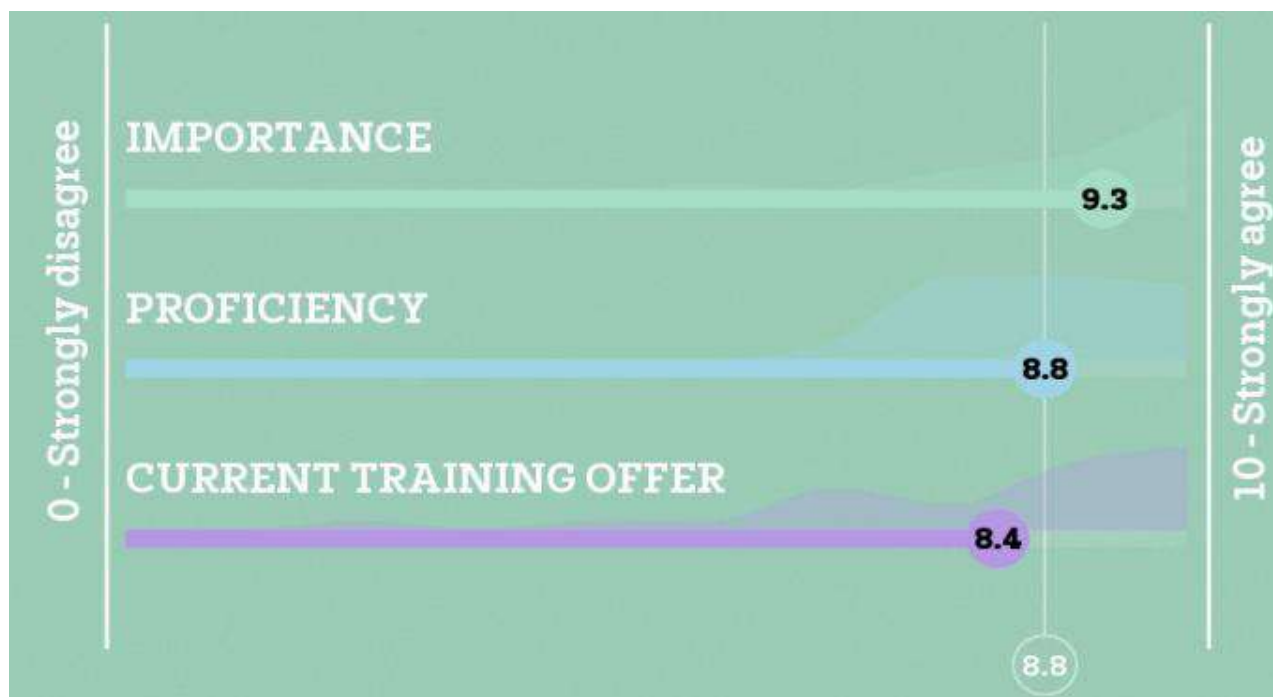 0 - Strongly disagree
IMPORTANCE
9.3
PROFICIENCY
8.8
CURRENT TRAINING OFFER
8.4
8.8
10 - Strongly agree